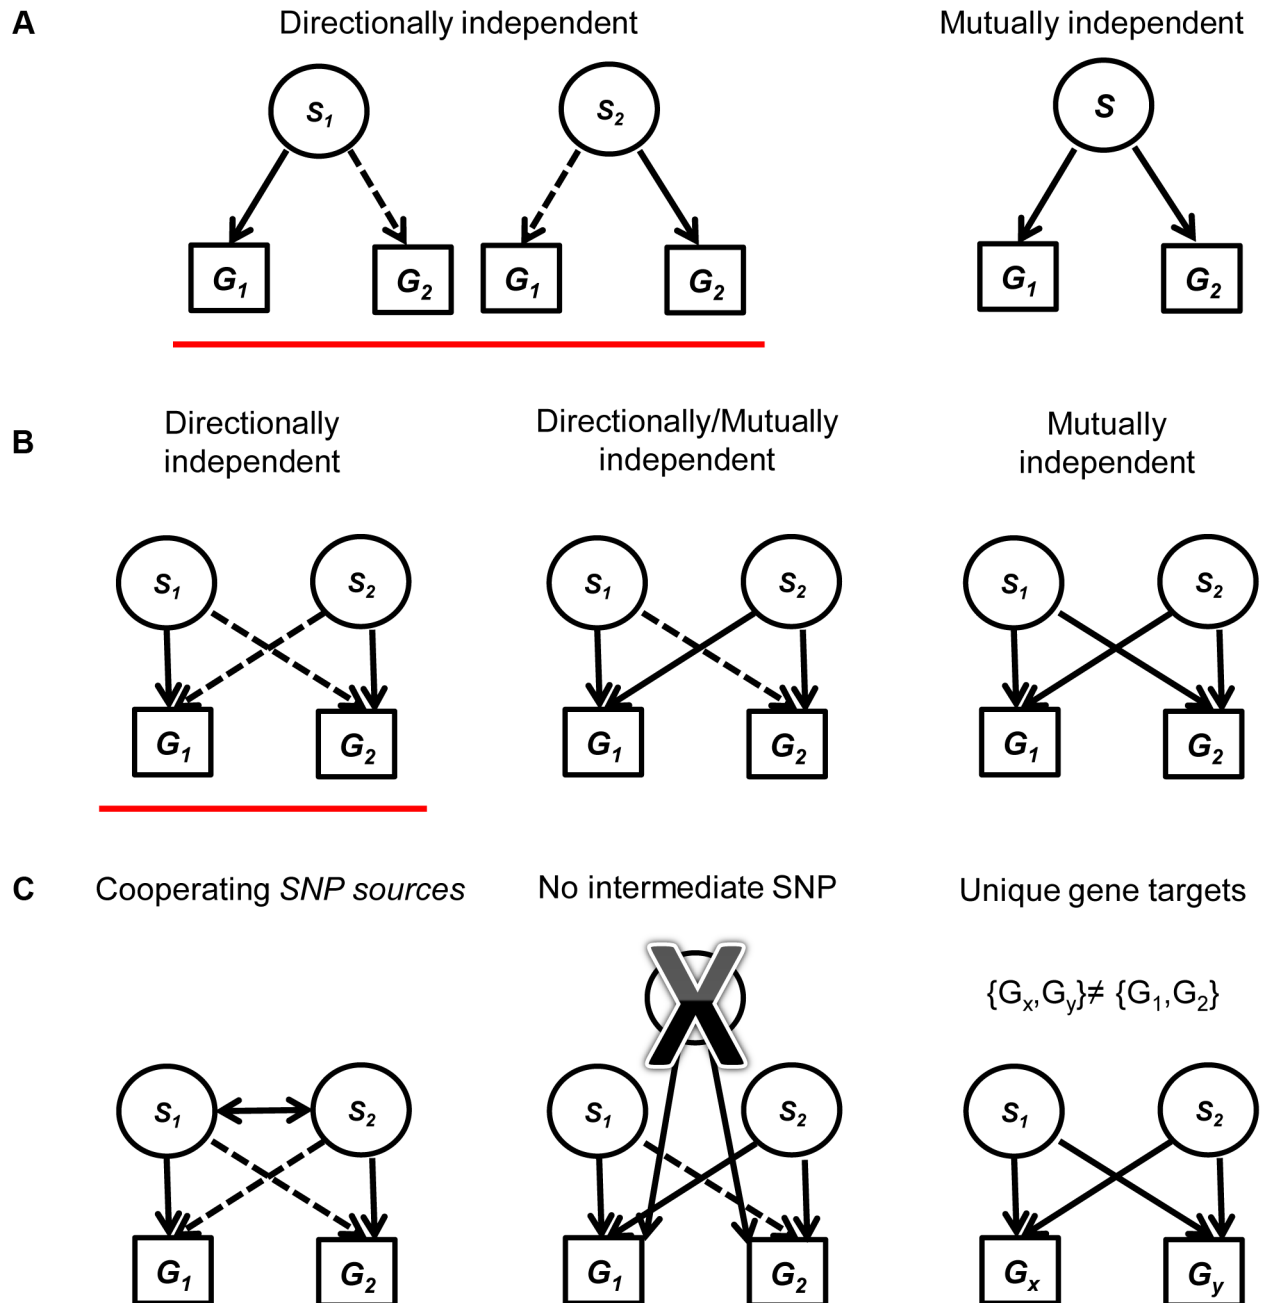 A
Directionally independent
Mutually independent
S1
S2
S
G1
G2
G1
G2
G1
G2
B
Directionally
independent
Directionally/Mutually
independent
Mutually
independent
S1
S2
S1
S2
S1
S2
G1
G2
G1
G2
G1
G2
C
Cooperating SNP sources
No intermediate SNP
Unique gene targets
X
{Gx,Gy}≠ {G1,G2}
S1
S2
S1
S2
S1
S2
G1
G2
G1
G2
Gx
Gy